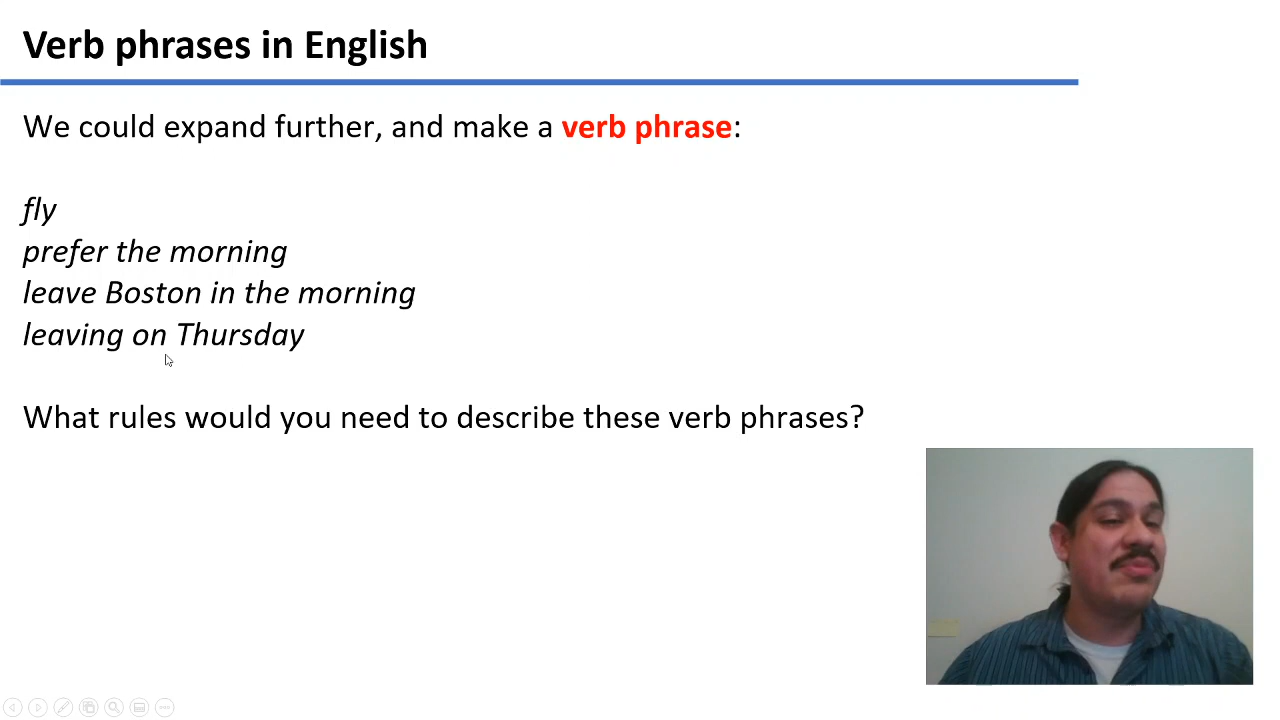 Verb phrases in English
We could expand further, and make a verb phrase:
fly
prefer the morning
leave Boston in the morning
leaving on Thursday
What rules would you need to describe these verb phrases?